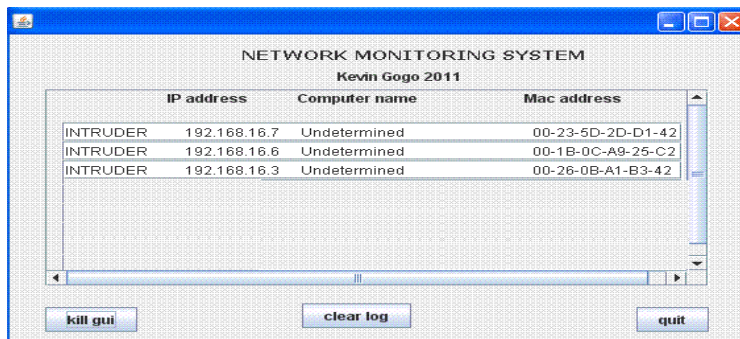 NETWORK MONITORING SYSTEM
Kevin Gogo 2011
IP address Computer name Mac address
INTRUDER 192.168.16.7 Undetermined 00-23-5D-2D-D1-42
INTRUDER 192.168.16.6 Undetermined 00-1B-0C-A9-25-C2
INTRUDER 192.168.16.3 Undetermined 00-26-0B-A1-B3-42
kill gui clear log quit